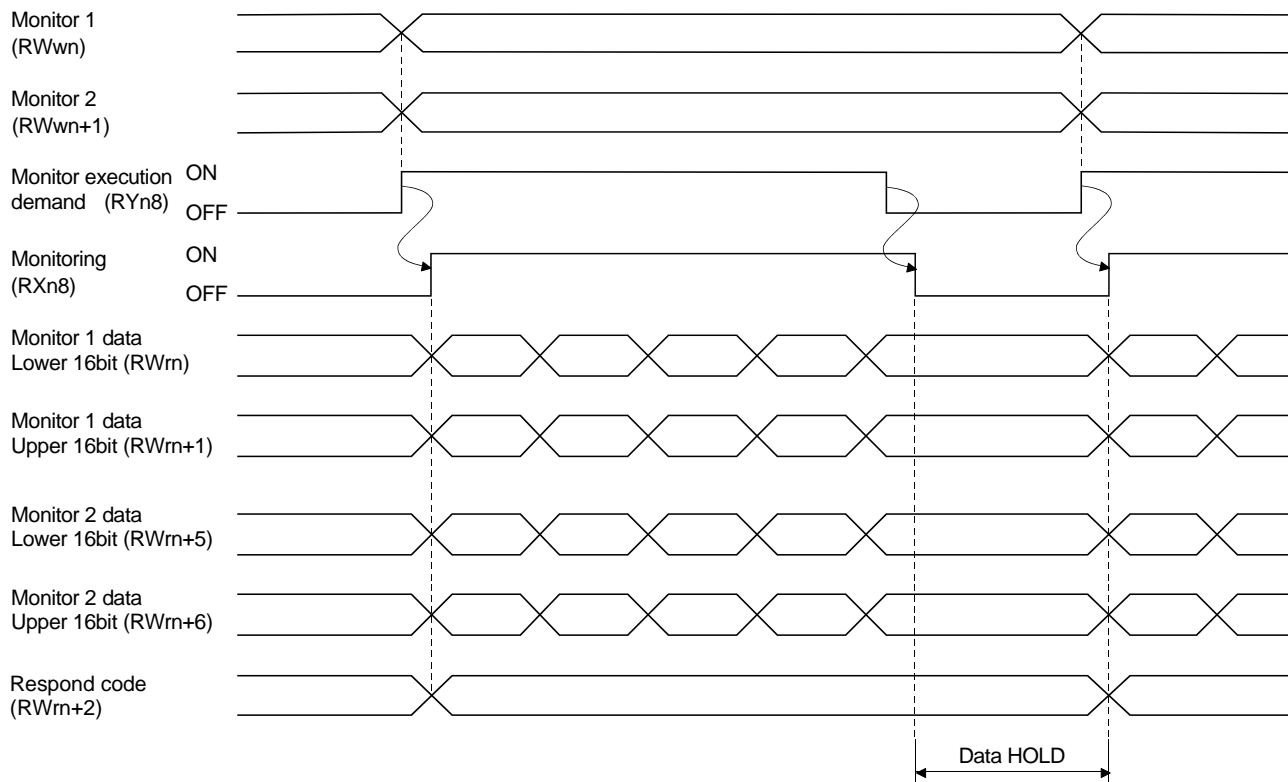 Monitor 1
(RWwn)
Monitor 2
(RWwn+1)
Monitor execution ON
demand (RYn8) OFF
Monitoring ON
(RXn8) OFF
Monitor 1 data
Lower 16bit (RWrn)
Monitor 1 data
Upper 16bit (RWrn+1)
Monitor 2 data
Lower 16bit (RWrn+5)
Monitor 2 data
Upper 16bit (RWrn+6)
Respond code
(RWrn+2)
Data HOLD